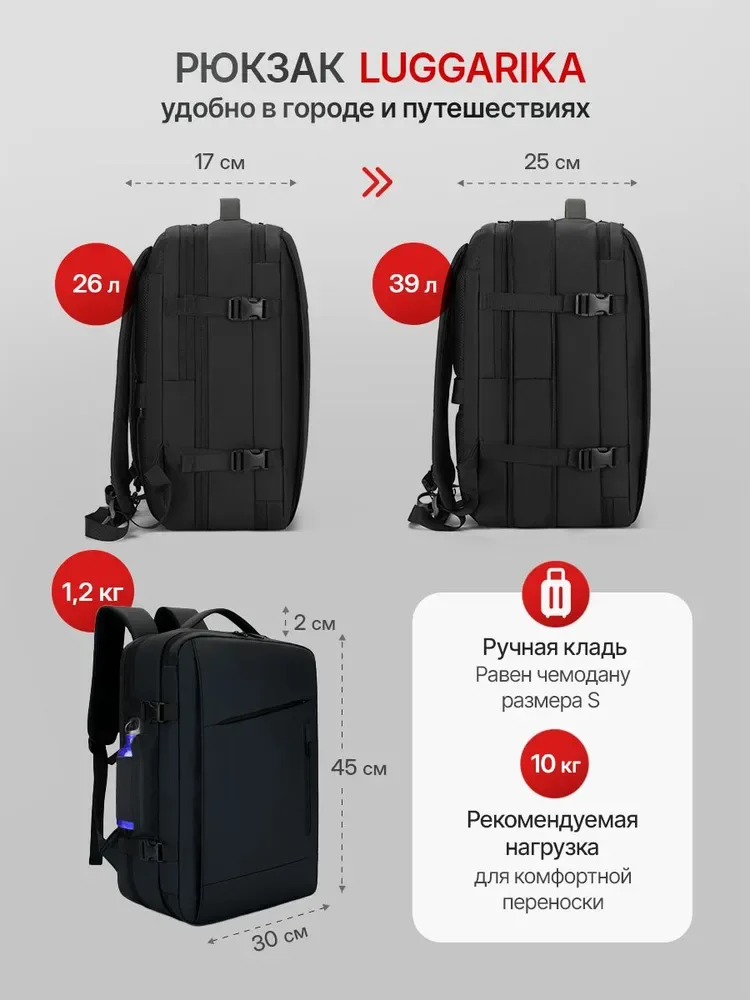 РЮКЗАК LUGGARIKA
удобно в городе и путешествиях
17 см
25 см
26 л
39 л
1,2 кг
2 см
45 см
30 см
Ручная кладь
Равен чемодану
размера S
10 кг
Рекомендуемая
нагрузка
для комфортной
переноски